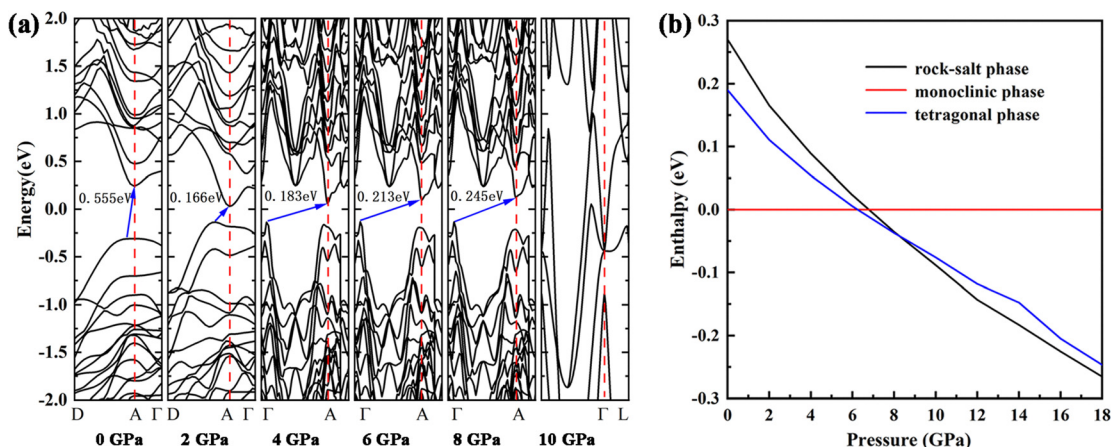 (a)
2.0
1.5
1.0
0.5
0.0
-0.5
-1.0
-1.5
-2.0
Energy(eV)
0.555eV
0.166eV
0.183eV
0.213eV
0.245eV
D A Γ D A Γ Γ A Γ A Γ A Γ L
0 GPa 2 GPa 4 GPa 6 GPa 8 GPa 10 GPa
(b)
0.3
0.2
0.1
0.0
-0.1
-0.2
-0.3
Enthalpy (eV)
rock-salt phase
monoclinic phase
tetragonal phase
0 2 4 6 8 10 12 14 16 18
Pressure (GPa)